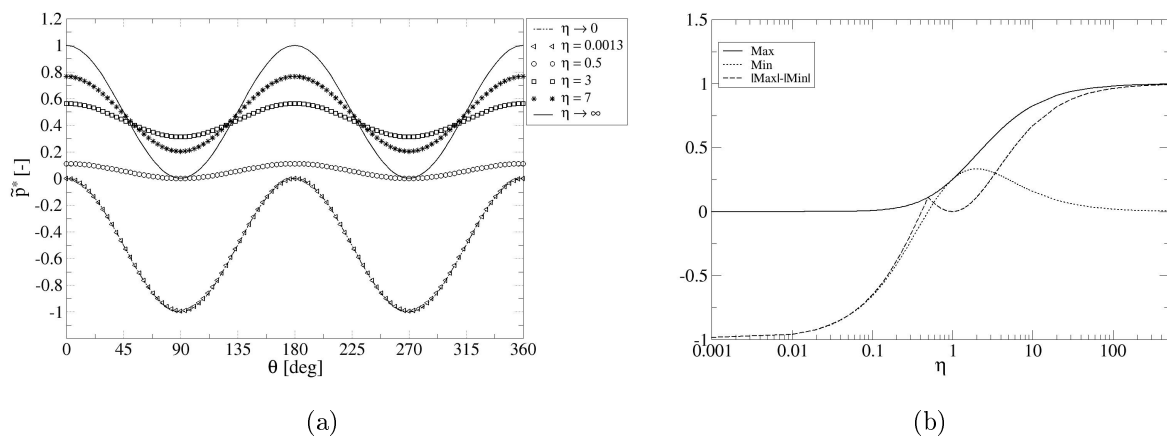 1.2
1
0.8
0.6
0.4
0.2
0
-0.2
-0.4
-0.6
-0.8
-1
p̃* [-]
0 45 90 135 180 225 270 315 360
θ [deg]
η → 0
η = 0.0013
η = 0.5
η = 3
η = 7
η → ∞
(a)
1.5
1
0.5
0
-0.5
-1
0.001 0.01 0.1 1 10 100
η
Max
Min
|Max|-|Min|
(b)